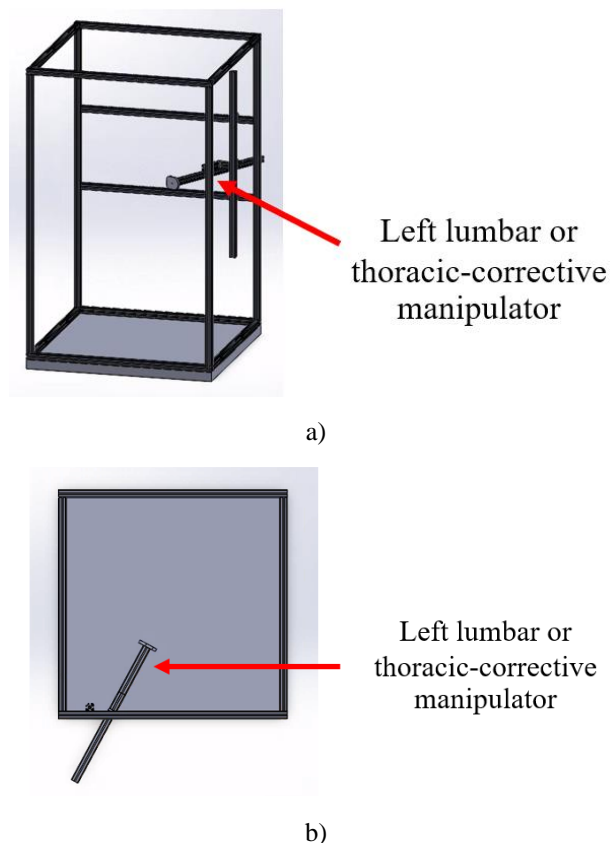 Left lumbar or
thoracic-corrective
manipulator
a)
Left lumbar or
thoracic-corrective
manipulator
b)